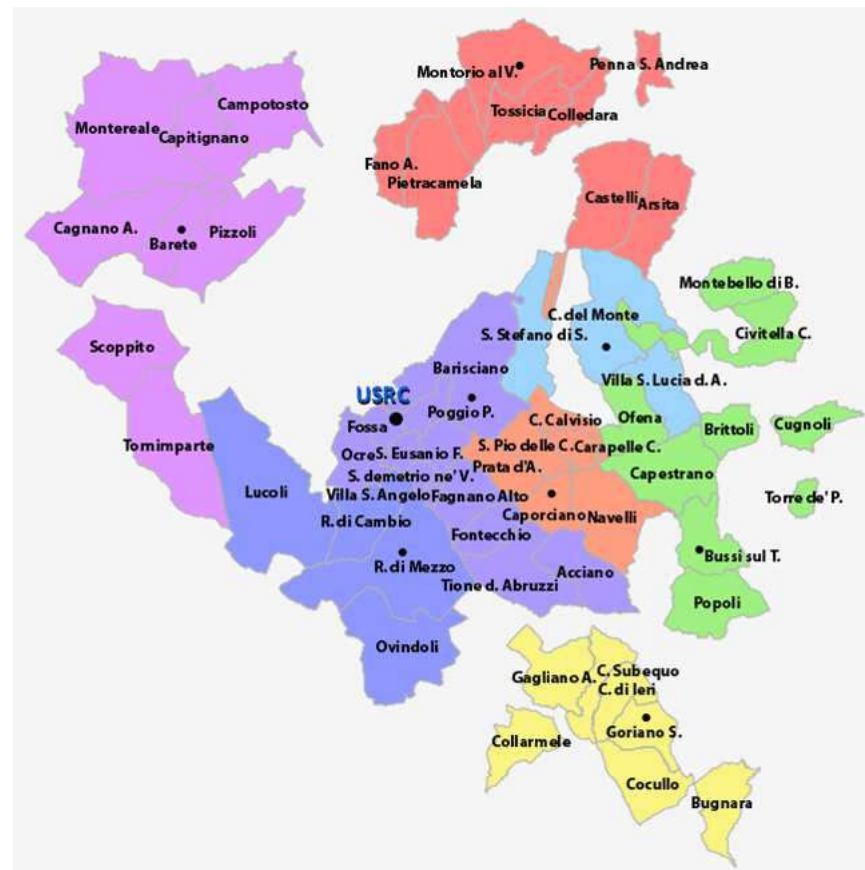 Montorio al V.
Penna S. Andrea
Campotosto
Montereale
Capitignano
Tossicia
Colledara
Fano A.
Pietracamela
Castelli
Arsita
Cagnano A.
Barete
Pizzoli
Montebello di B.
C. del Monte
S. Stefano di S.
Civitella C.
Scoppito
Barisciano
Villa S. Lucia d. A.
USRC
Poggio P.
Fossa
C. Calvisio
Ofena
Brittoli
Cugnoli
Tornimparte
Ocre
S. Eusanio F.
S. Pio delle C.
Carapelle C.
Prata d'A.
S. demetrio ne' V.
Capestrano
Lucoli
Villa S. Angelo
Fagnano Alto
Torre de' P.
R. di Cambio
Caporciano
Navelli
Fontecchio
Bussi sul T.
R. di Mezzo
Acciano
Tione d. Abruzzi
Popoli
Ovindoli
Gagliano A.
C. Subequo
C. di Ieri
Goriano S.
Collarmele
Cocullo
Bugnara